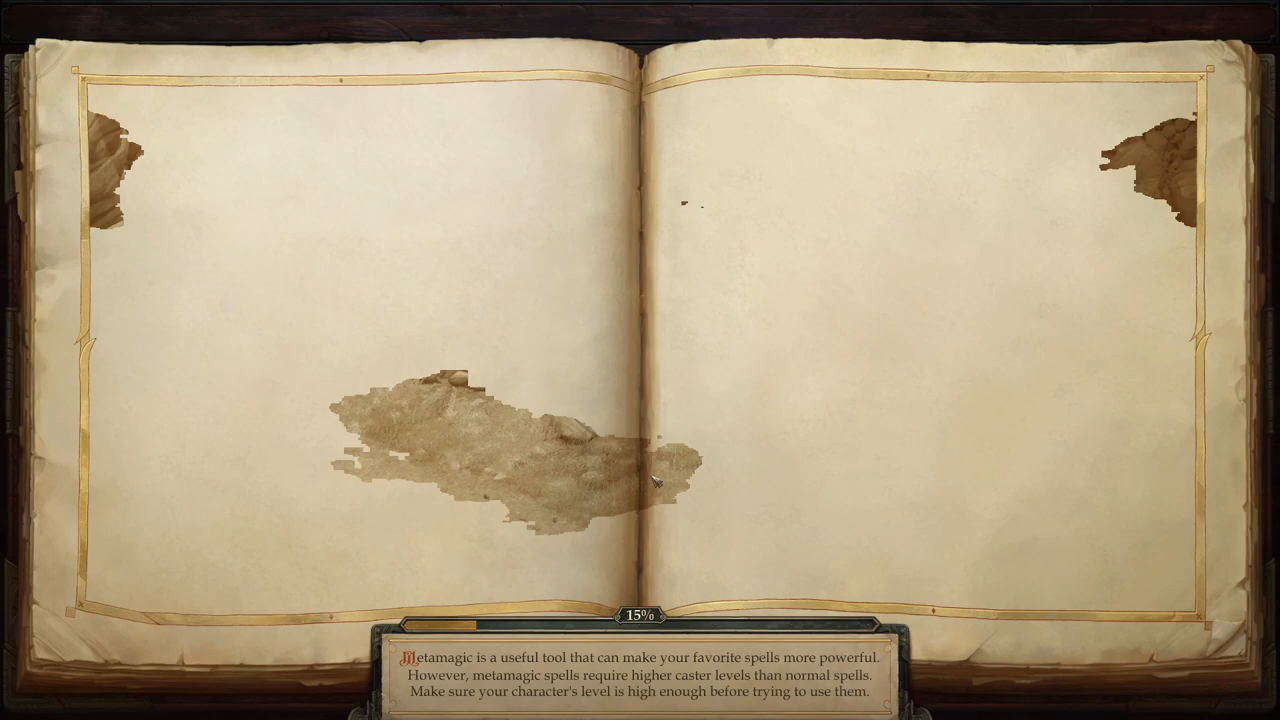 15%
Metamagic is a useful tool that can make your favorite spells more powerful.
However, metamagic spells require higher caster levels than normal spells.
Make sure your character's level is high enough before trying to use them.